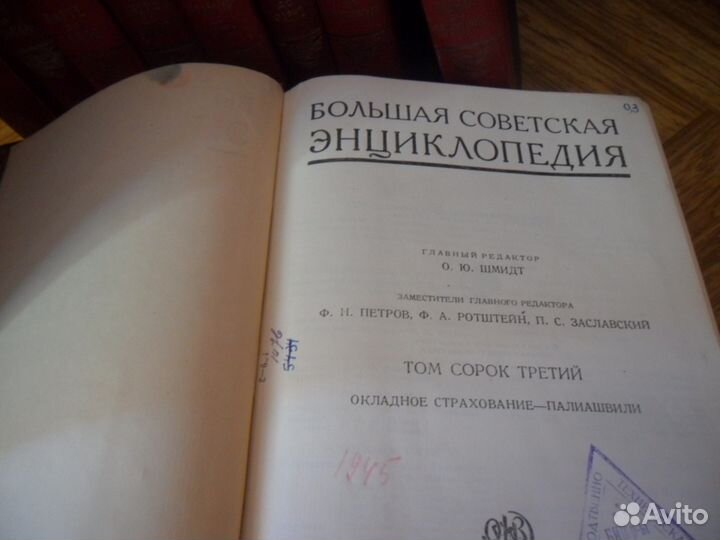 03
БОЛЬШАЯ СОВЕТСКАЯ
ЭНЦИКЛОПЕДИЯ
ГЛАВНЫЙ РЕДАКТОР
О. Ю. ШМИДТ
ЗАМЕСТИТЕЛИ ГЛАВНОГО РЕДАКТОРА
Ф. Н. ПЕТРОВ, Ф. А. РОТШТЕЙН, П. С. ЗАСЛАВСКИЙ
ТОМ СОРОК ТРЕТИЙ
ОКЛАДНОЕ СТРАХОВАНИЕ—ПАЛИАШВИЛИ
1945
Avito